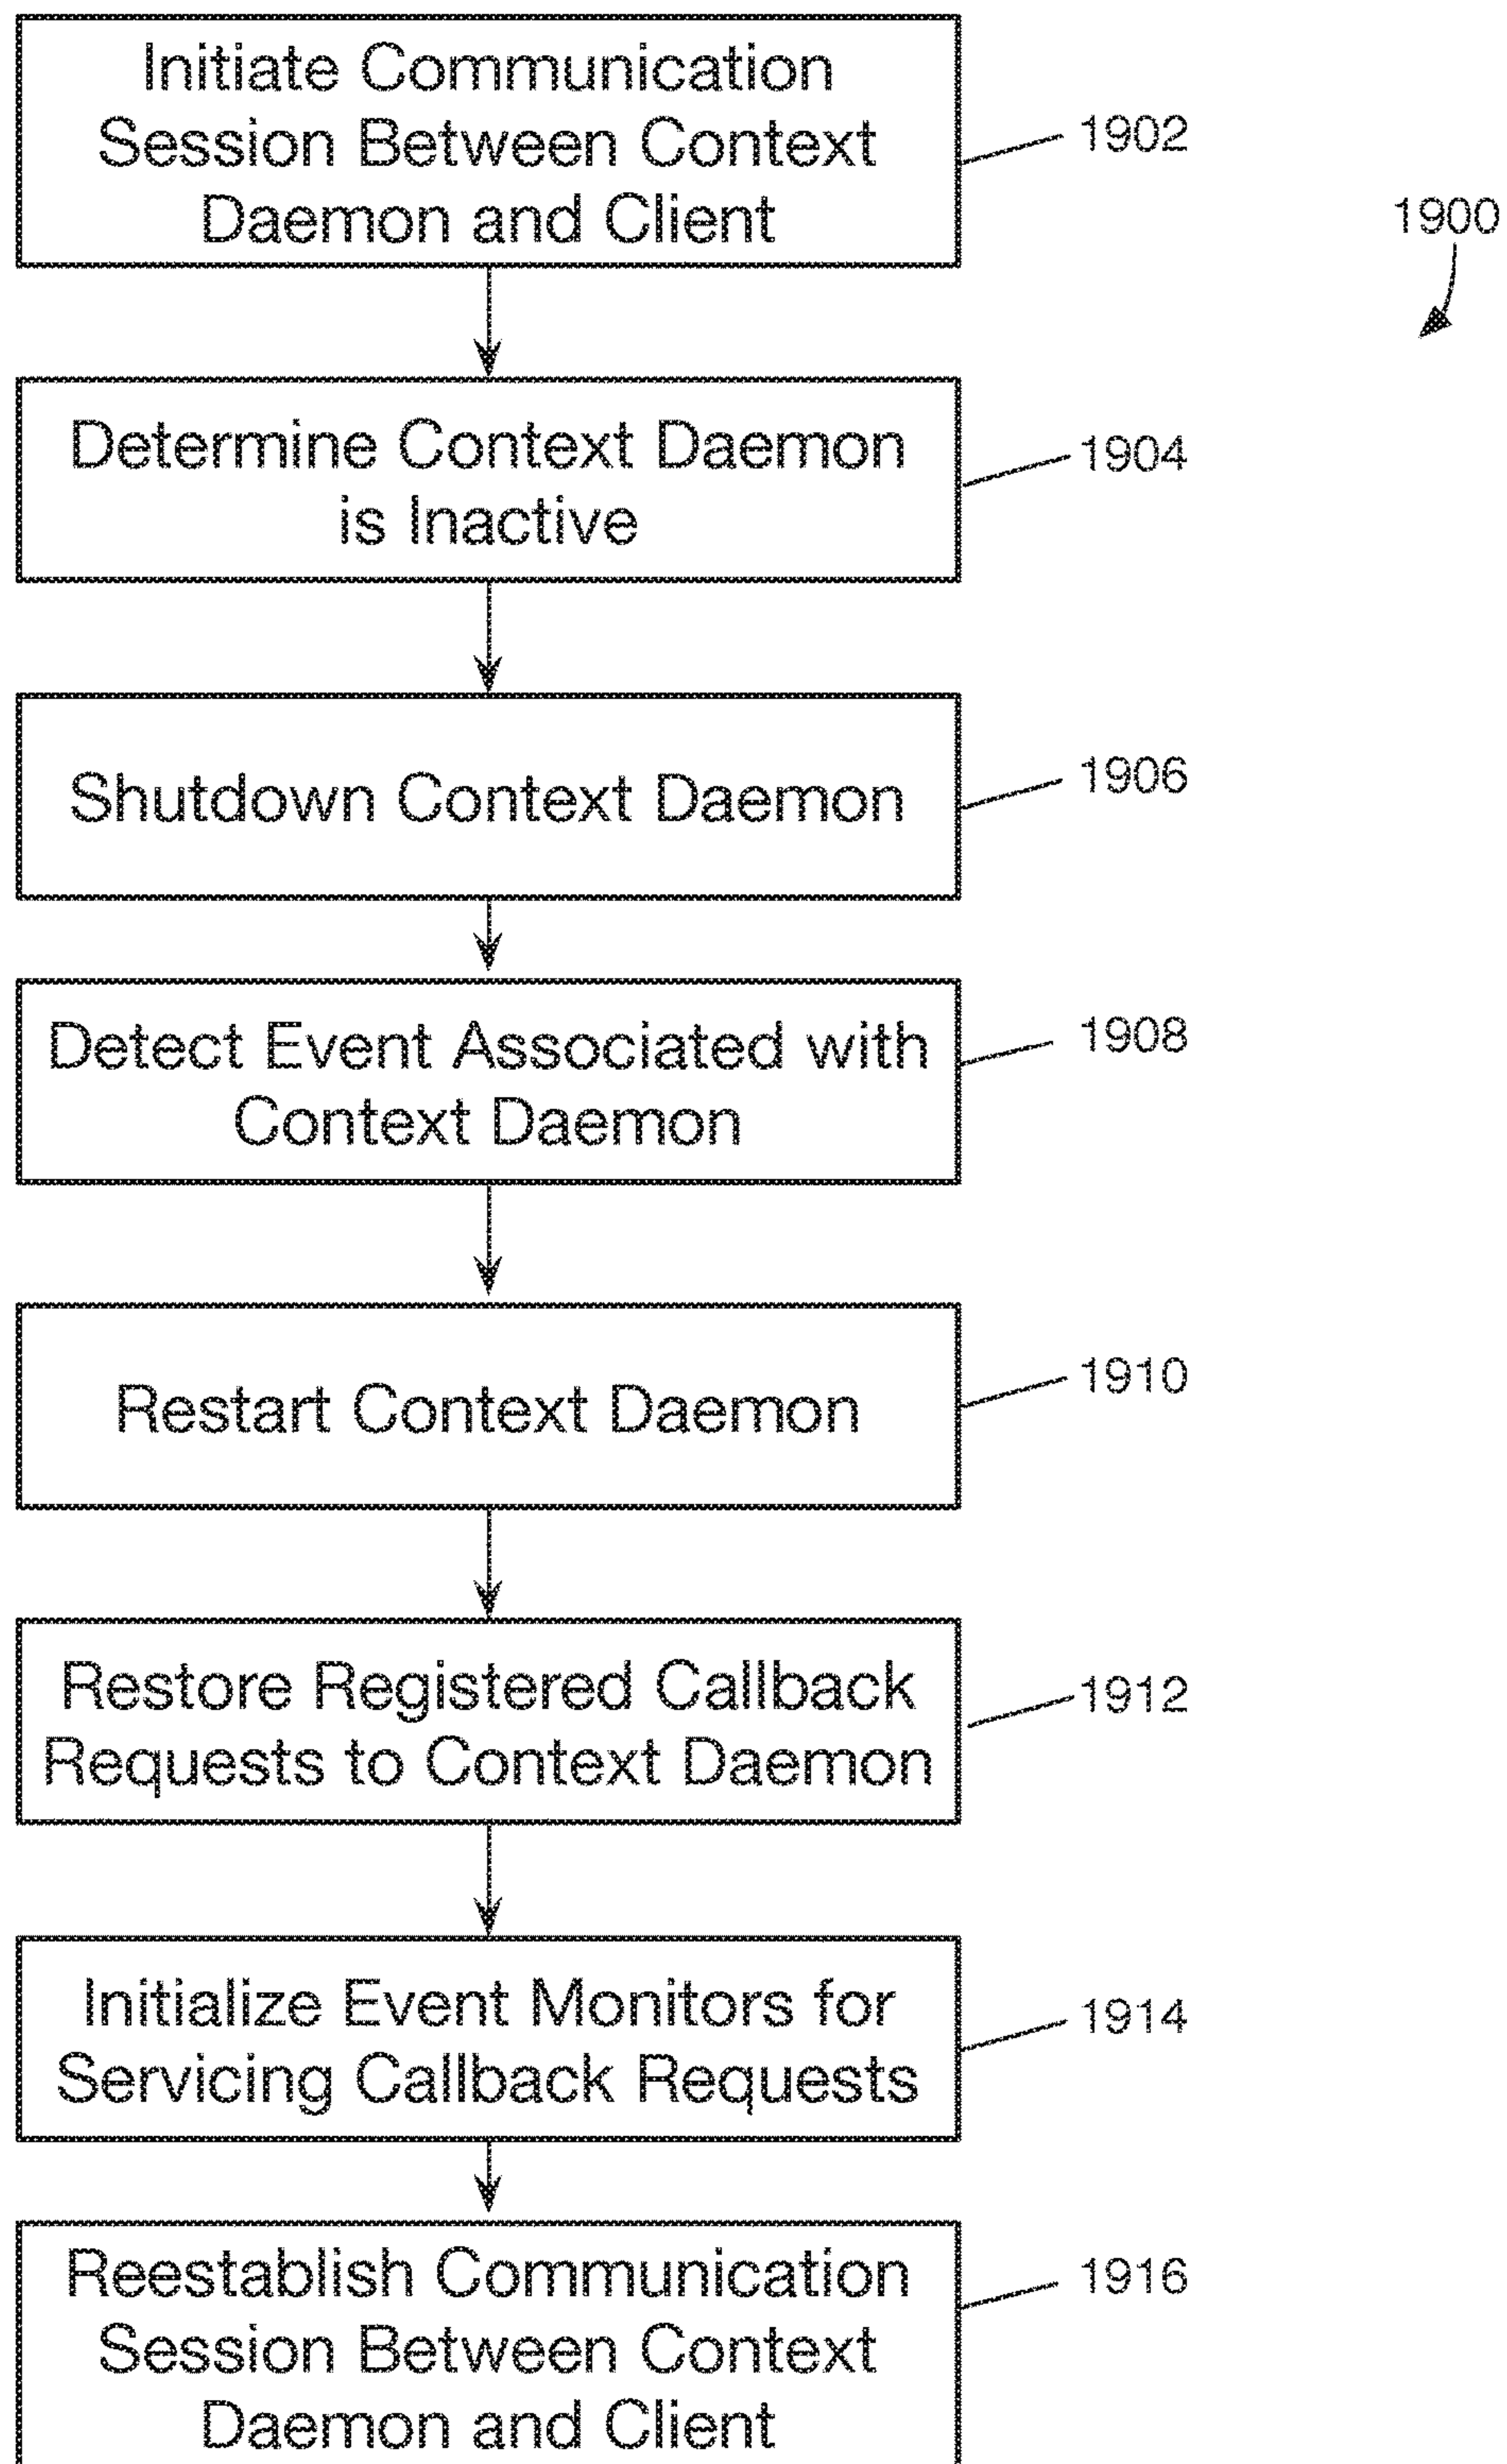 Initiate Communication
Session Between Context
Daemon and Client
1902
1900
Determine Context Daemon
is Inactive
1904
Shutdown Context Daemon
1906
Detect Event Associated with
Context Daemon
1908
Restart Context Daemon
1910
Restore Registered Callback
Requests to Context Daemon
1912
Initialize Event Monitors for
Servicing Callback Requests
1914
Reestablish Communication
Session Between Context
Daemon and Client
1916